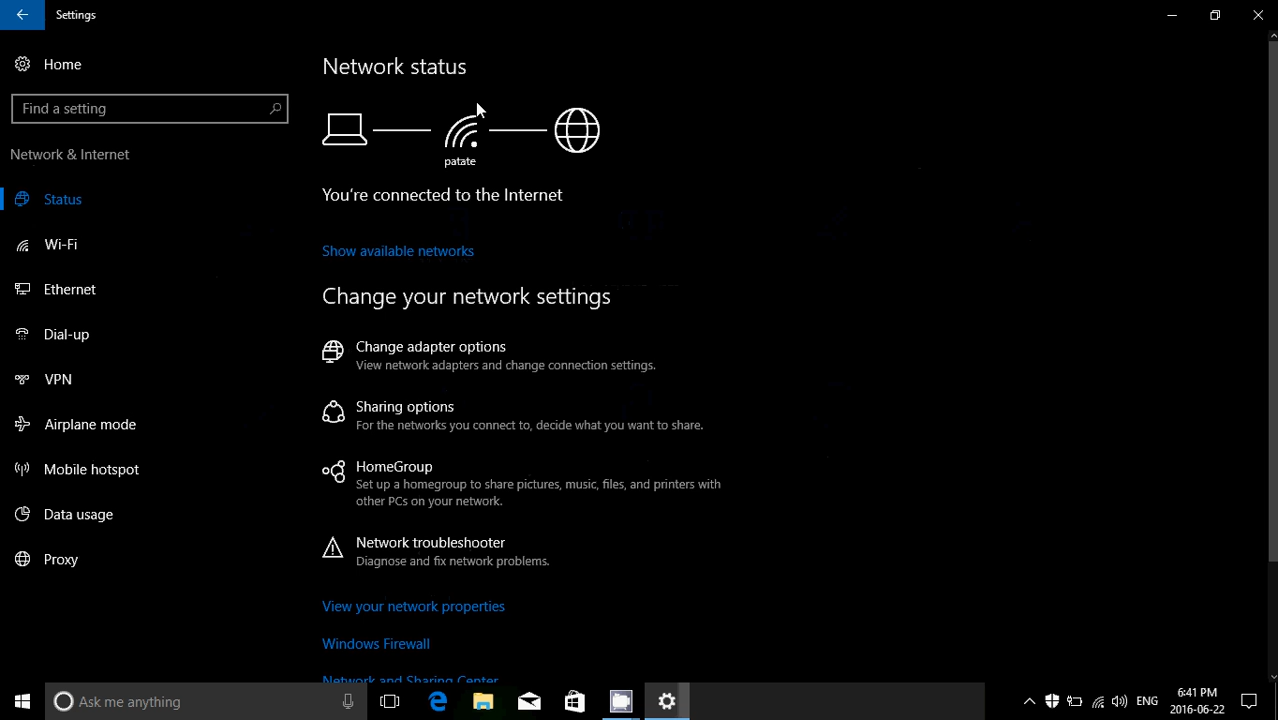 Settings
Home
Find a setting
Network & Internet
Status
Wi-Fi
Ethernet
Dial-up
VPN
Airplane mode
Mobile hotspot
Data usage
Proxy
Network status
patate
You're connected to the Internet
Show available networks
Change your network settings
Change adapter options
View network adapters and change connection settings.
Sharing options
For the networks you connect to, decide what you want to share.
HomeGroup
Set up a homegroup to share pictures, music, files, and printers with
other PCs on your network.
Network troubleshooter
Diagnose and fix network problems.
View your network properties
Windows Firewall
Network and Sharing Center
Ask me anything
ENG
6:41 PM
2016-06-22